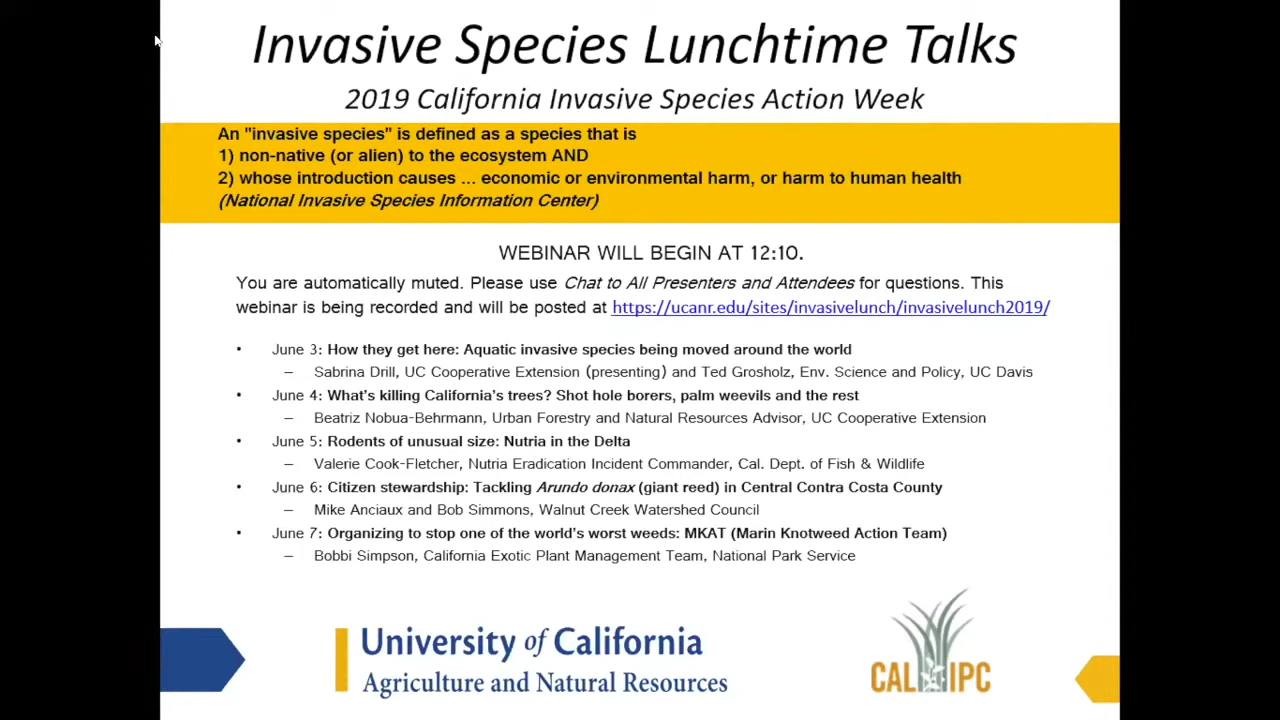 Invasive Species Lunchtime Talks
2019 California Invasive Species Action Week
An "invasive species" is defined as a species that is
1) non-native (or alien) to the ecosystem AND
2) whose introduction causes ... economic or environmental harm, or harm to human health
(National Invasive Species Information Center)
WEBINAR WILL BEGIN AT 12:10.
You are automatically muted. Please use Chat to All Presenters and Attendees for questions. This
webinar is being recorded and will be posted at https://ucanr.edu/sites/invasivelunch/invasivelunch2019/
• June 3: How they get here: Aquatic invasive species being moved around the world
– Sabrina Drill, UC Cooperative Extension (presenting) and Ted Grosholz, Env. Science and Policy, UC Davis
• June 4: What's killing California's trees? Shot hole borers, palm weevils and the rest
– Beatriz Nobua-Behrmann, Urban Forestry and Natural Resources Advisor, UC Cooperative Extension
• June 5: Rodents of unusual size: Nutria in the Delta
– Valerie Cook-Fletcher, Nutria Eradication Incident Commander, Cal. Dept. of Fish & Wildlife
• June 6: Citizen stewardship: Tackling Arundo donax (giant reed) in Central Contra Costa County
– Mike Anciaux and Bob Simmons, Walnut Creek Watershed Council
• June 7: Organizing to stop one of the world's worst weeds: MKAT (Marin Knotweed Action Team)
– Bobbi Simpson, California Exotic Plant Management Team, National Park Service
University of California
Agriculture and Natural Resources
CAL IPC